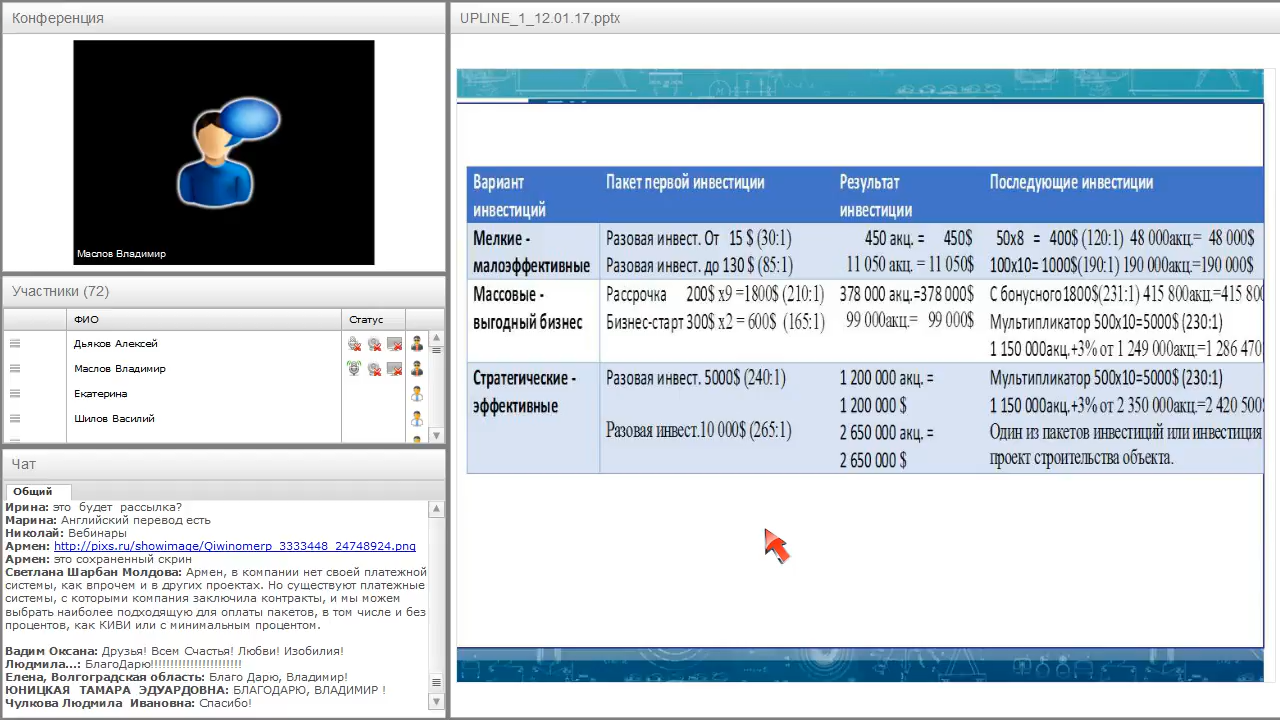 Конференция
Маслов Владимир
Участники (72)
ФИО Статус
Дьяков Алексей
Маслов Владимир
Екатерина
Шилов Василий
Чат
Общий
Ирина: это будет рассылка?
Марина: Английский перевод есть
Николай: Вебинары
Армен: http://pixs.ru/showimage/Qiwinomerp_3333448_24748924.png
Армен: это сохраненный скрин
Светлана Шарбан Молдова: Армен, в компании нет своей платежной
системы, как впрочем и в других проектах. Но существуют платежные
системы, с которыми компания заключила контракты, и мы можем
выбрать наиболее подходящую для оплаты пакетов, в том числе и без
процентов, как КИВИ или с минимальным процентом.
Вадим Оксана: Друзья! Всем Счастья! Любви! Изобилия!
Людмила...: БлагоДарю!!!!!!!!!!!!!!!!!!!!!!!
Елена, Волгоградская область: Благо Дарю, Владимир!
ЮНИЦКАЯ ТАМАРА ЭДУАРДОВНА: БЛАГОДАРЮ, ВЛАДИМИР !
Чулкова Людмила Ивановна: Спасибо!
UPLINE_1_12.01.17.pptx
Вариант инвестиций
Пакет первой инвестиции
Результат инвестиции
Последующие инвестиции
Мелкие -
малоэффективные
Разовая инвест. От 15 $ (30:1)
Разовая инвест. до 130 $ (85:1)
450 акц. = 450$
11 050 акц. = 11 050$
50x8 = 400$ (120:1) 48 000акц.= 48 000$
100x10= 1000$(190:1) 190 000акц.=190 000$
Массовые -
выгодный бизнес
Рассрочка 200$ x9 =1800$ (210:1)
Бизнес-старт 300$ x2 = 600$ (165:1)
378 000 акц.=378 000$
99 000акц.= 99 000$
С бонусного1800$(231:1) 415 800акц.=415 80
Мультипликатор 500x10=5000$ (230:1)
1 150 000акц.+3% от 1 249 000акц.=1 286 470
Стратегические -
эффективные
Разовая инвест. 5000$ (240:1)
Разовая инвест.10 000$ (265:1)
1 200 000 акц. =
1 200 000 $
2 650 000 акц. =
2 650 000 $
Мультипликатор 500x10=5000$ (230:1)
1 150 000акц.+3% от 2 350 000акц.=2 420 500$
Один из пакетов инвестиций или инвестиция
проект строительства объекта.